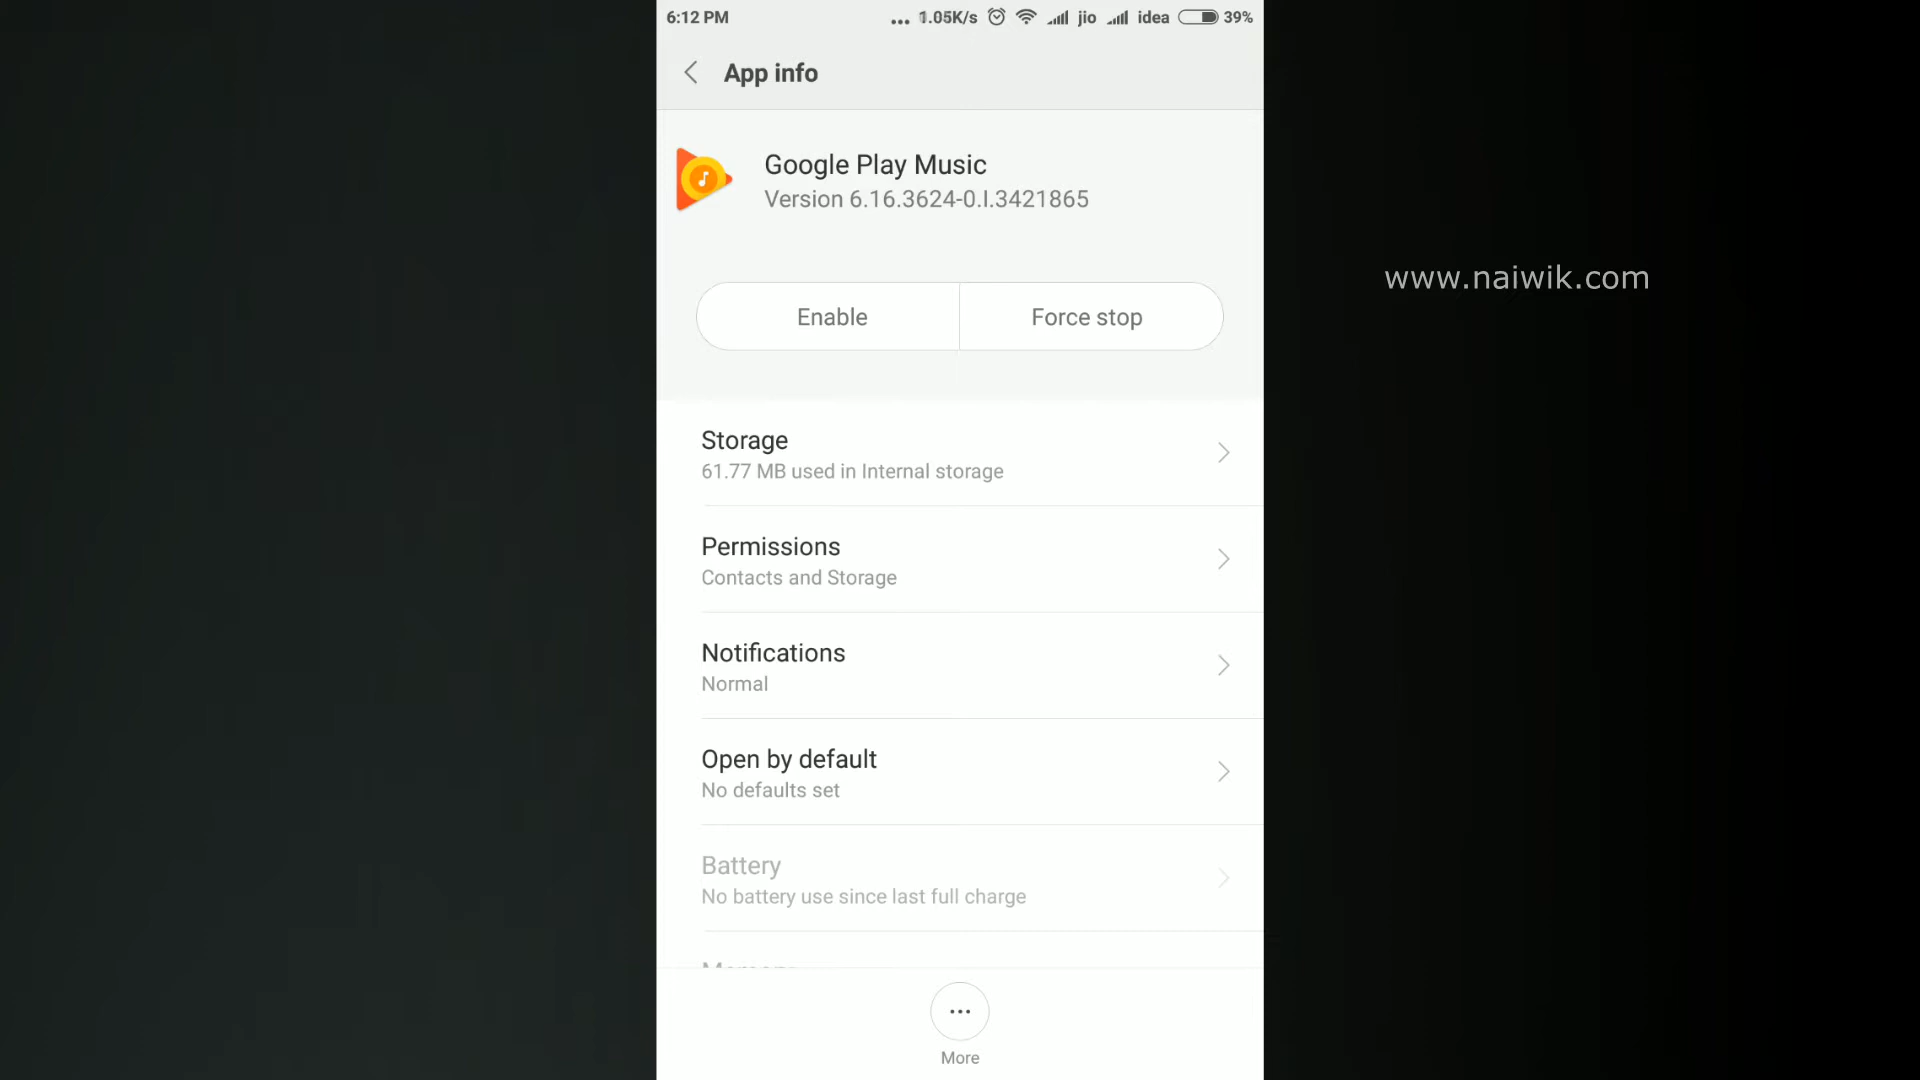 6:12 PM
... 1.05K/s jio idea 39%
App info
Google Play Music
Version 6.16.3624-0.I.3421865
www.naiwik.com
Enable
Force stop
Storage
61.77 MB used in Internal storage
Permissions
Contacts and Storage
Notifications
Normal
Open by default
No defaults set
Battery
No battery use since last full charge
More